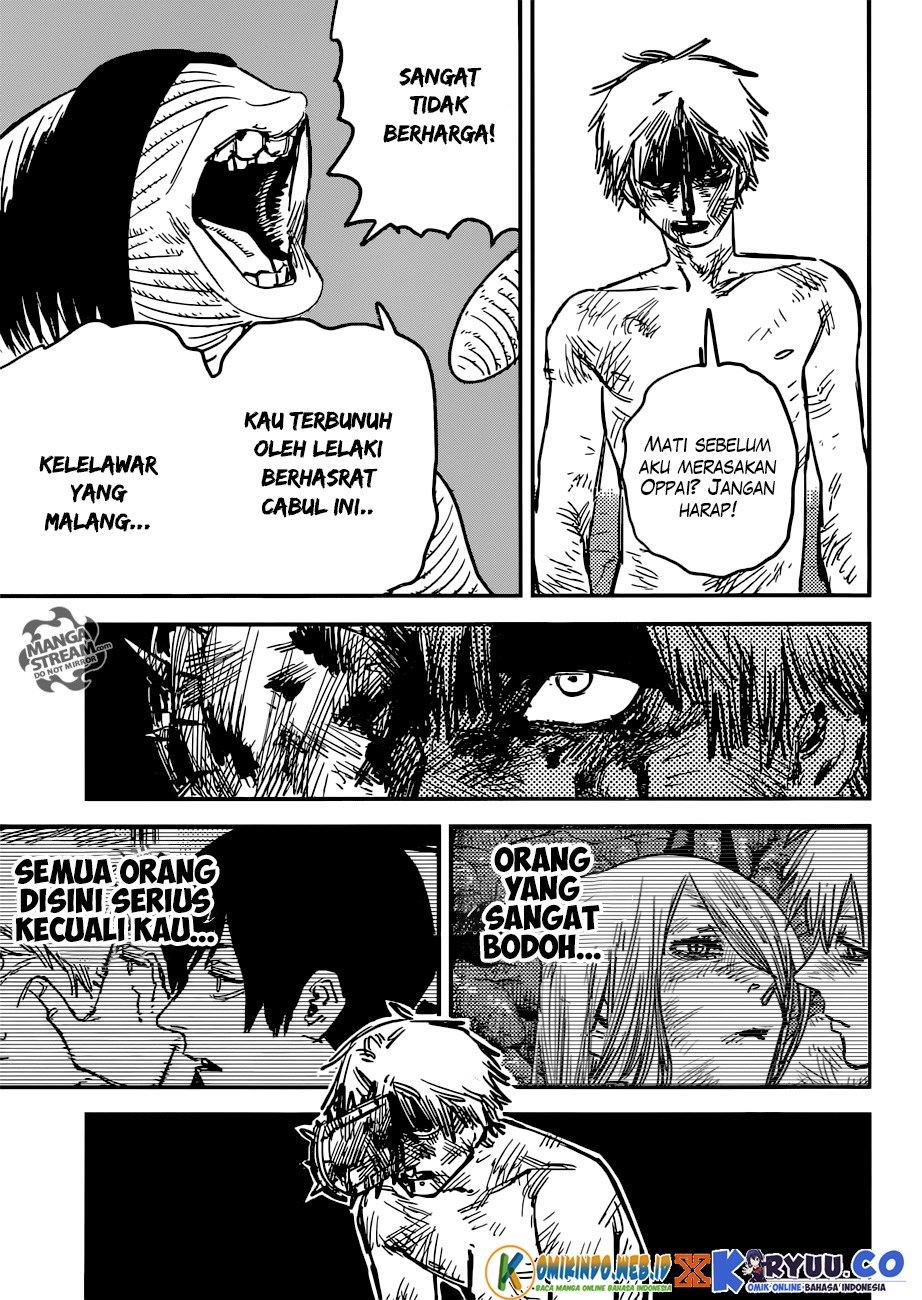 MATI SEBELUM
AKU MERASAKAN
OPPAI? JANGAN
HARAP!
SANGAT
TIDAK
BERHARGA!
KAU TERBUNUH
OLEH LELAKI
BERHASRAT
CABUL INI..
KELELAWAR
YANG
MALANG...
MANGA
STREAM.com
DO NOT MIRROR
ORANG
YANG
SANGAT
BODOH...
SEMUA ORANG
DISINI SERIUS
KECUALI KAU...
KOMIKINDO.WEB.ID
BACA MANGA ONLINE BAHASA INDONESIA
X
KIRYUU.CO
KOMIK ONLINE BAHASA INDONESIA